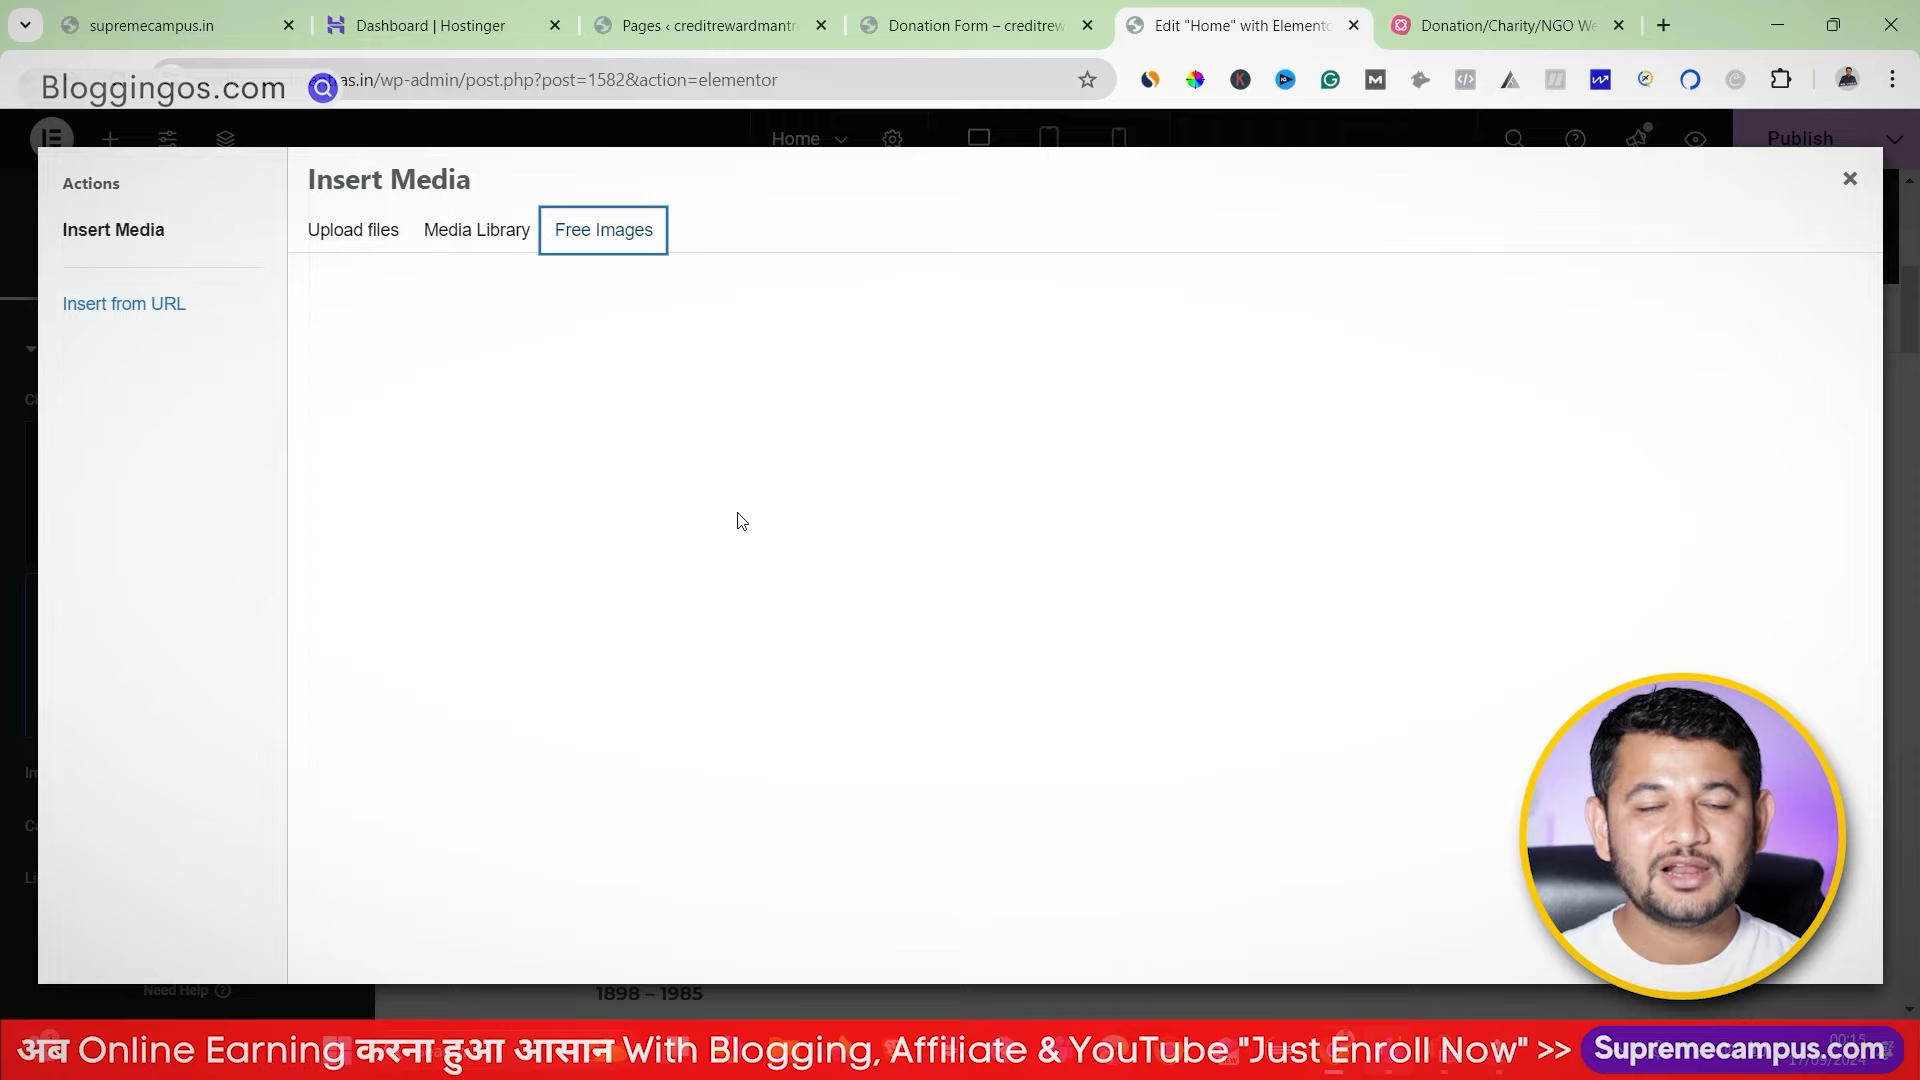 supremecampus.in
Dashboard | Hostinger
Pages ‹ creditrewardmantr
Donation Form – creditrew
Edit "Home" with Elemento
Donation/Charity/NGO We
Bloggingos.com
as.in/wp-admin/post.php?post=1582&action=elementor
Home
Publish
Actions
Insert Media
Insert from URL
Insert Media
Upload files
Media Library
Free Images
Need Help
1898 – 1985
अब Online Earning करना हुआ आसान With Blogging, Affiliate & YouTube "Just Enroll Now" >>
Supremecampus.com